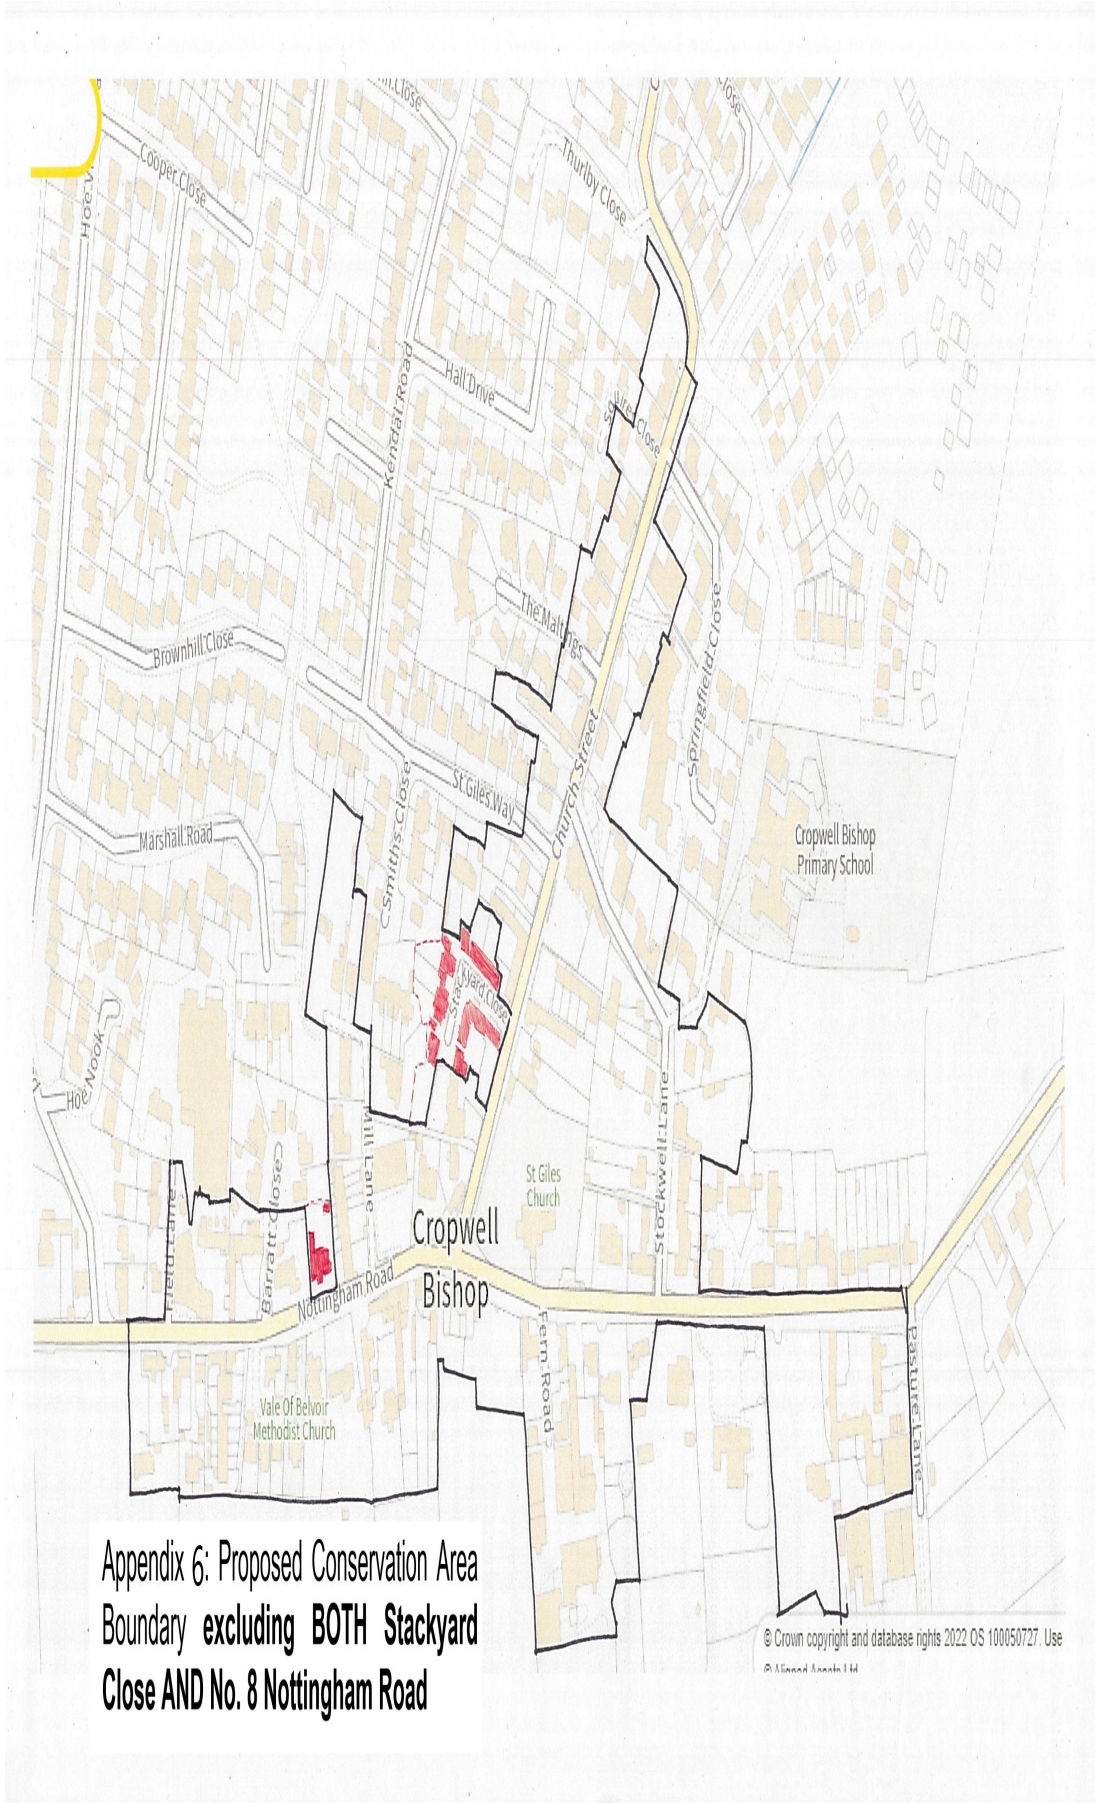 Close
Thurlby Close
Cooper.Close
Hall.Drive
Kendal.Road
Close
The.Maltings
Brownhill.Close
Springfield.Close
Church.Street
St.Giles.Way
Smiths.Close
Marshall.Road
Cropwell Bishop
Primary School
Hoe.Nook
Mill Lane
Stockwell.Lane
St Giles
Church
Field.Lane
Barratt.Close
Cropwell
Bishop
Nottingham Road
Fern.Road
Pasture.Lane
Vale Of Belvoir
Methodist Church
Appendix 6: Proposed Conservation Area
Boundary excluding BOTH Stackyard
Close AND No. 8 Nottingham Road
© Crown copyright and database rights 2022 OS 100050727. Use
© Aligned Assets Ltd